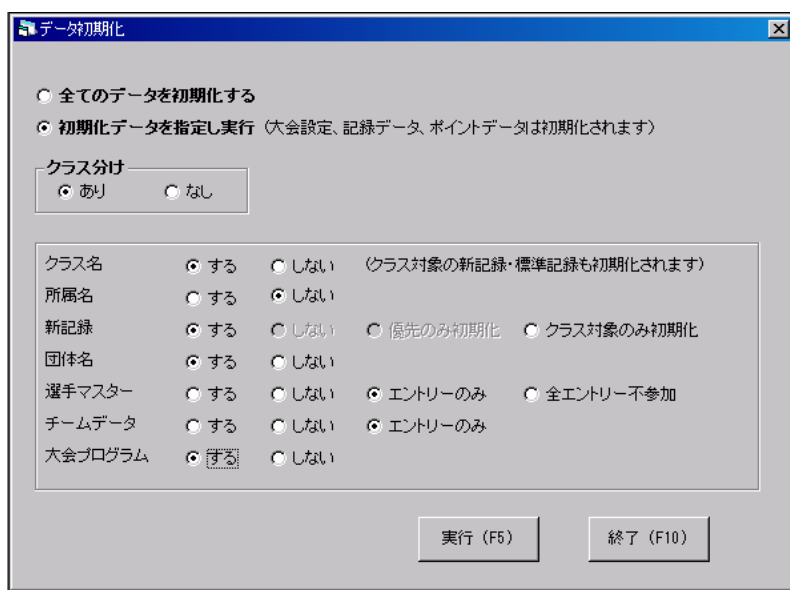 データ初期化
全てのデータを初期化する
初期化データを指定し実行 (大会設定、記録データ、ポイントデータは初期化されます)
クラス分け
あり なし
クラス名 する しない (クラス対象の新記録・標準記録も初期化されます)
所属名 する しない
新記録 する しない 優先のみ初期化 クラス対象のみ初期化
団体名 する しない
選手マスター する しない エントリーのみ 全エントリー不参加
チームデータ する しない エントリーのみ
大会プログラム する しない
実行 (F5) 終了 (F10)